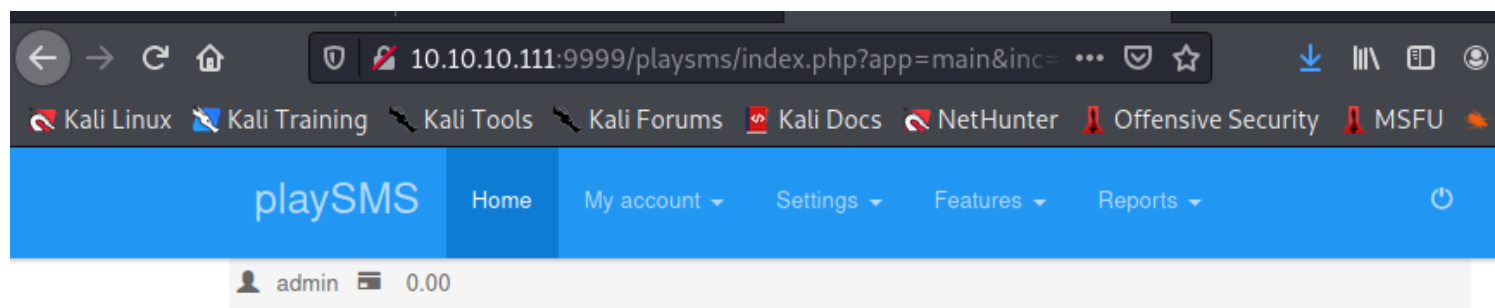 10.10.10.111:9999/playsms/index.php?app=main&inc=
Kali Linux Kali Training Kali Tools Kali Forums Kali Docs NetHunter Offensive Security MSFU
playSMS Home My account Settings Features Reports
admin 0.00